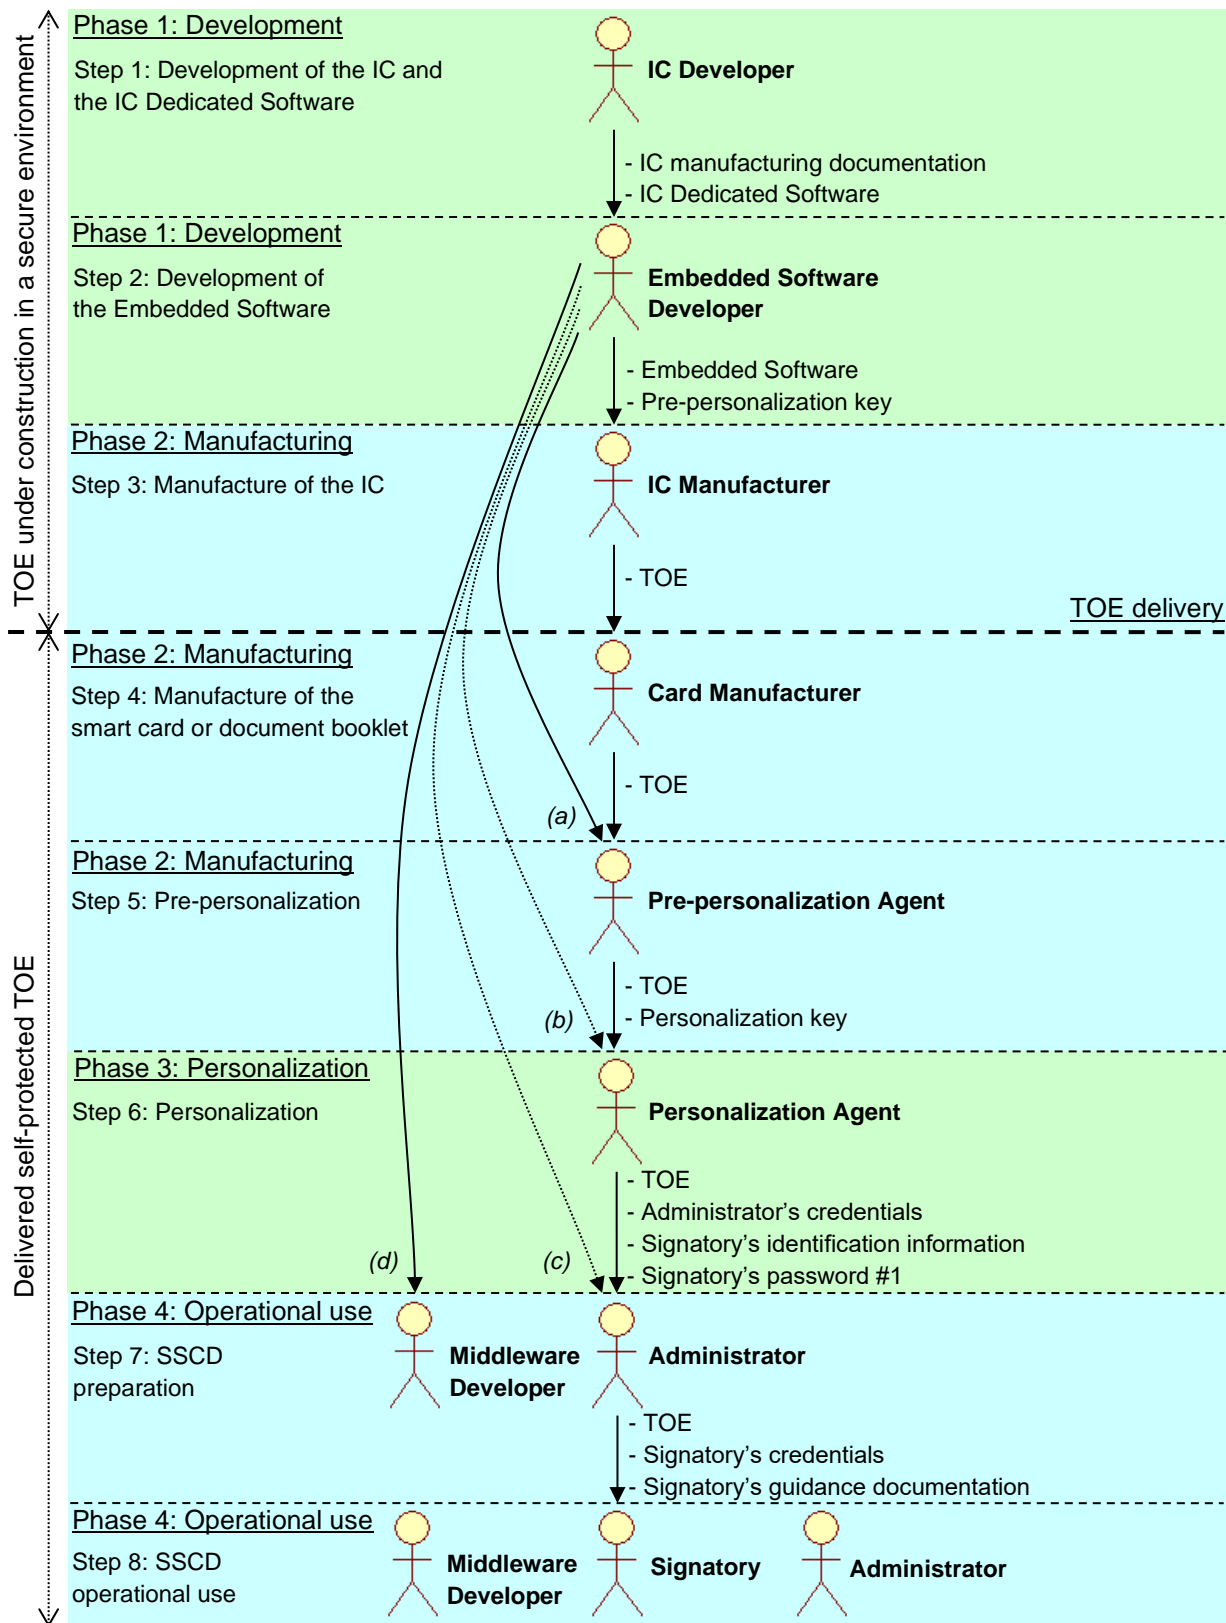 TOE under construction in a secure environment
Phase 1: Development
Step 1: Development of the IC and
the IC Dedicated Software
IC Developer
- IC manufacturing documentation
- IC Dedicated Software
Phase 1: Development
Step 2: Development of
the Embedded Software
Embedded Software
Developer
- Embedded Software
- Pre-personalization key
Phase 2: Manufacturing
Step 3: Manufacture of the IC
IC Manufacturer
- TOE
TOE delivery
Delivered self-protected TOE
Phase 2: Manufacturing
Step 4: Manufacture of the
smart card or document booklet
Card Manufacturer
- TOE
(a)
Phase 2: Manufacturing
Step 5: Pre-personalization
Pre-personalization Agent
- TOE
- Personalization key
(b)
Phase 3: Personalization
Step 6: Personalization
Personalization Agent
- TOE
- Administrator’s credentials
- Signatory’s identification information
- Signatory’s password #1
(d)
(c)
Phase 4: Operational use
Step 7: SSCD
preparation
Middleware
Developer
Administrator
- TOE
- Signatory’s credentials
- Signatory’s guidance documentation
Phase 4: Operational use
Step 8: SSCD
operational use
Middleware
Developer
Signatory
Administrator